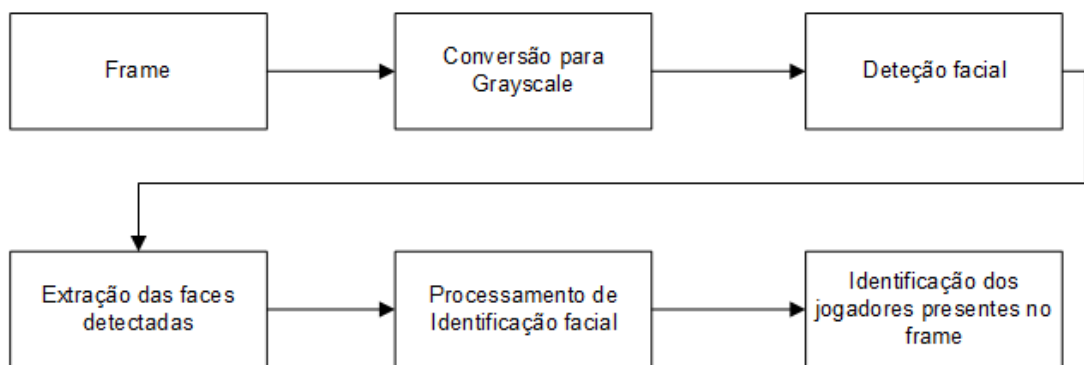 Frame
Conversão para
Grayscale
Deteção facial
Extração das faces
detectadas
Processamento de
Identificação facial
Identificação dos
jogadores presentes no
frame